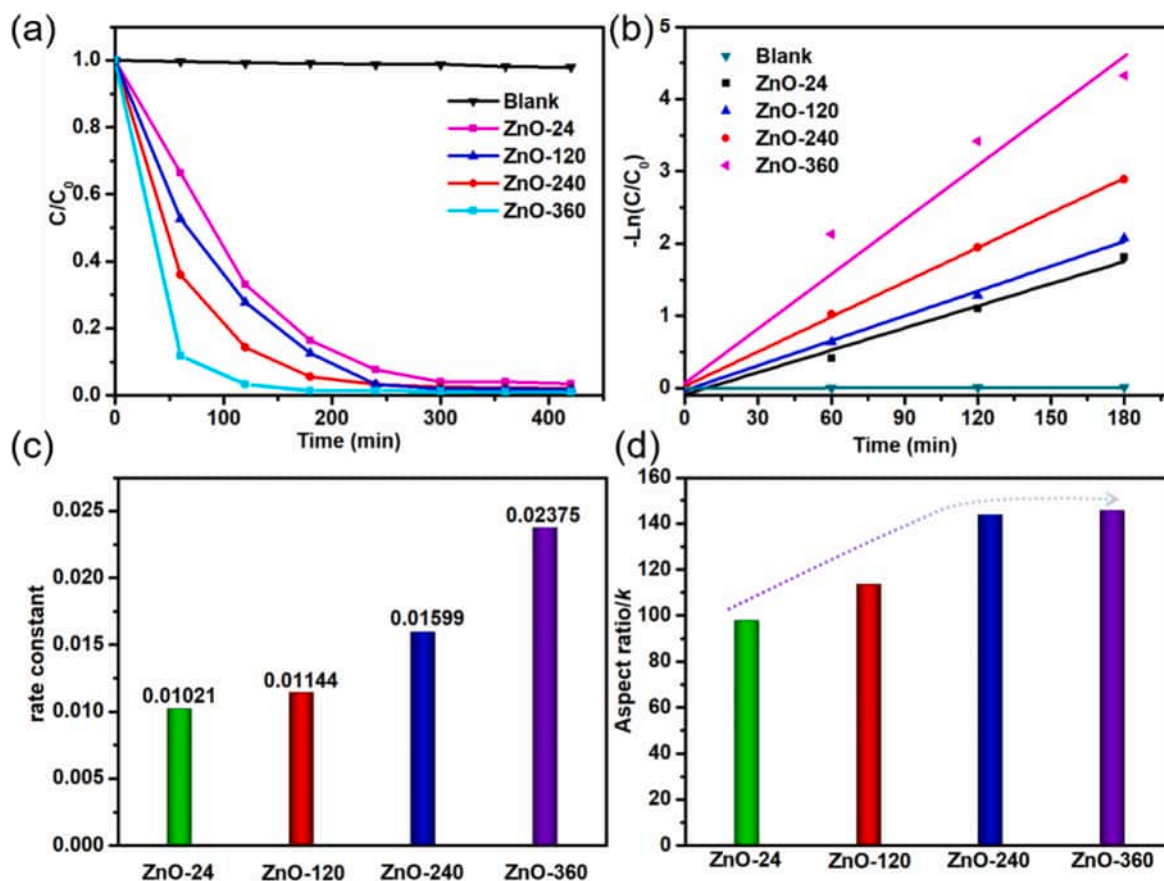 (a)
1.0
0.8
0.6
0.4
0.2
0.0
C/C0
Blank
ZnO-24
ZnO-120
ZnO-240
ZnO-360
0
100
200
300
400
Time (min)
(b)
5
4
3
2
1
0
-Ln(C/C0)
Blank
ZnO-24
ZnO-120
ZnO-240
ZnO-360
0
30
60
90
120
150
180
Time (min)
(c)
0.025
0.020
0.015
0.010
0.005
0.000
rate constant
0.01021
0.01144
0.01599
0.02375
ZnO-24
ZnO-120
ZnO-240
ZnO-360
(d)
160
140
120
100
80
60
40
20
0
Aspect ratio/k
ZnO-24
ZnO-120
ZnO-240
ZnO-360